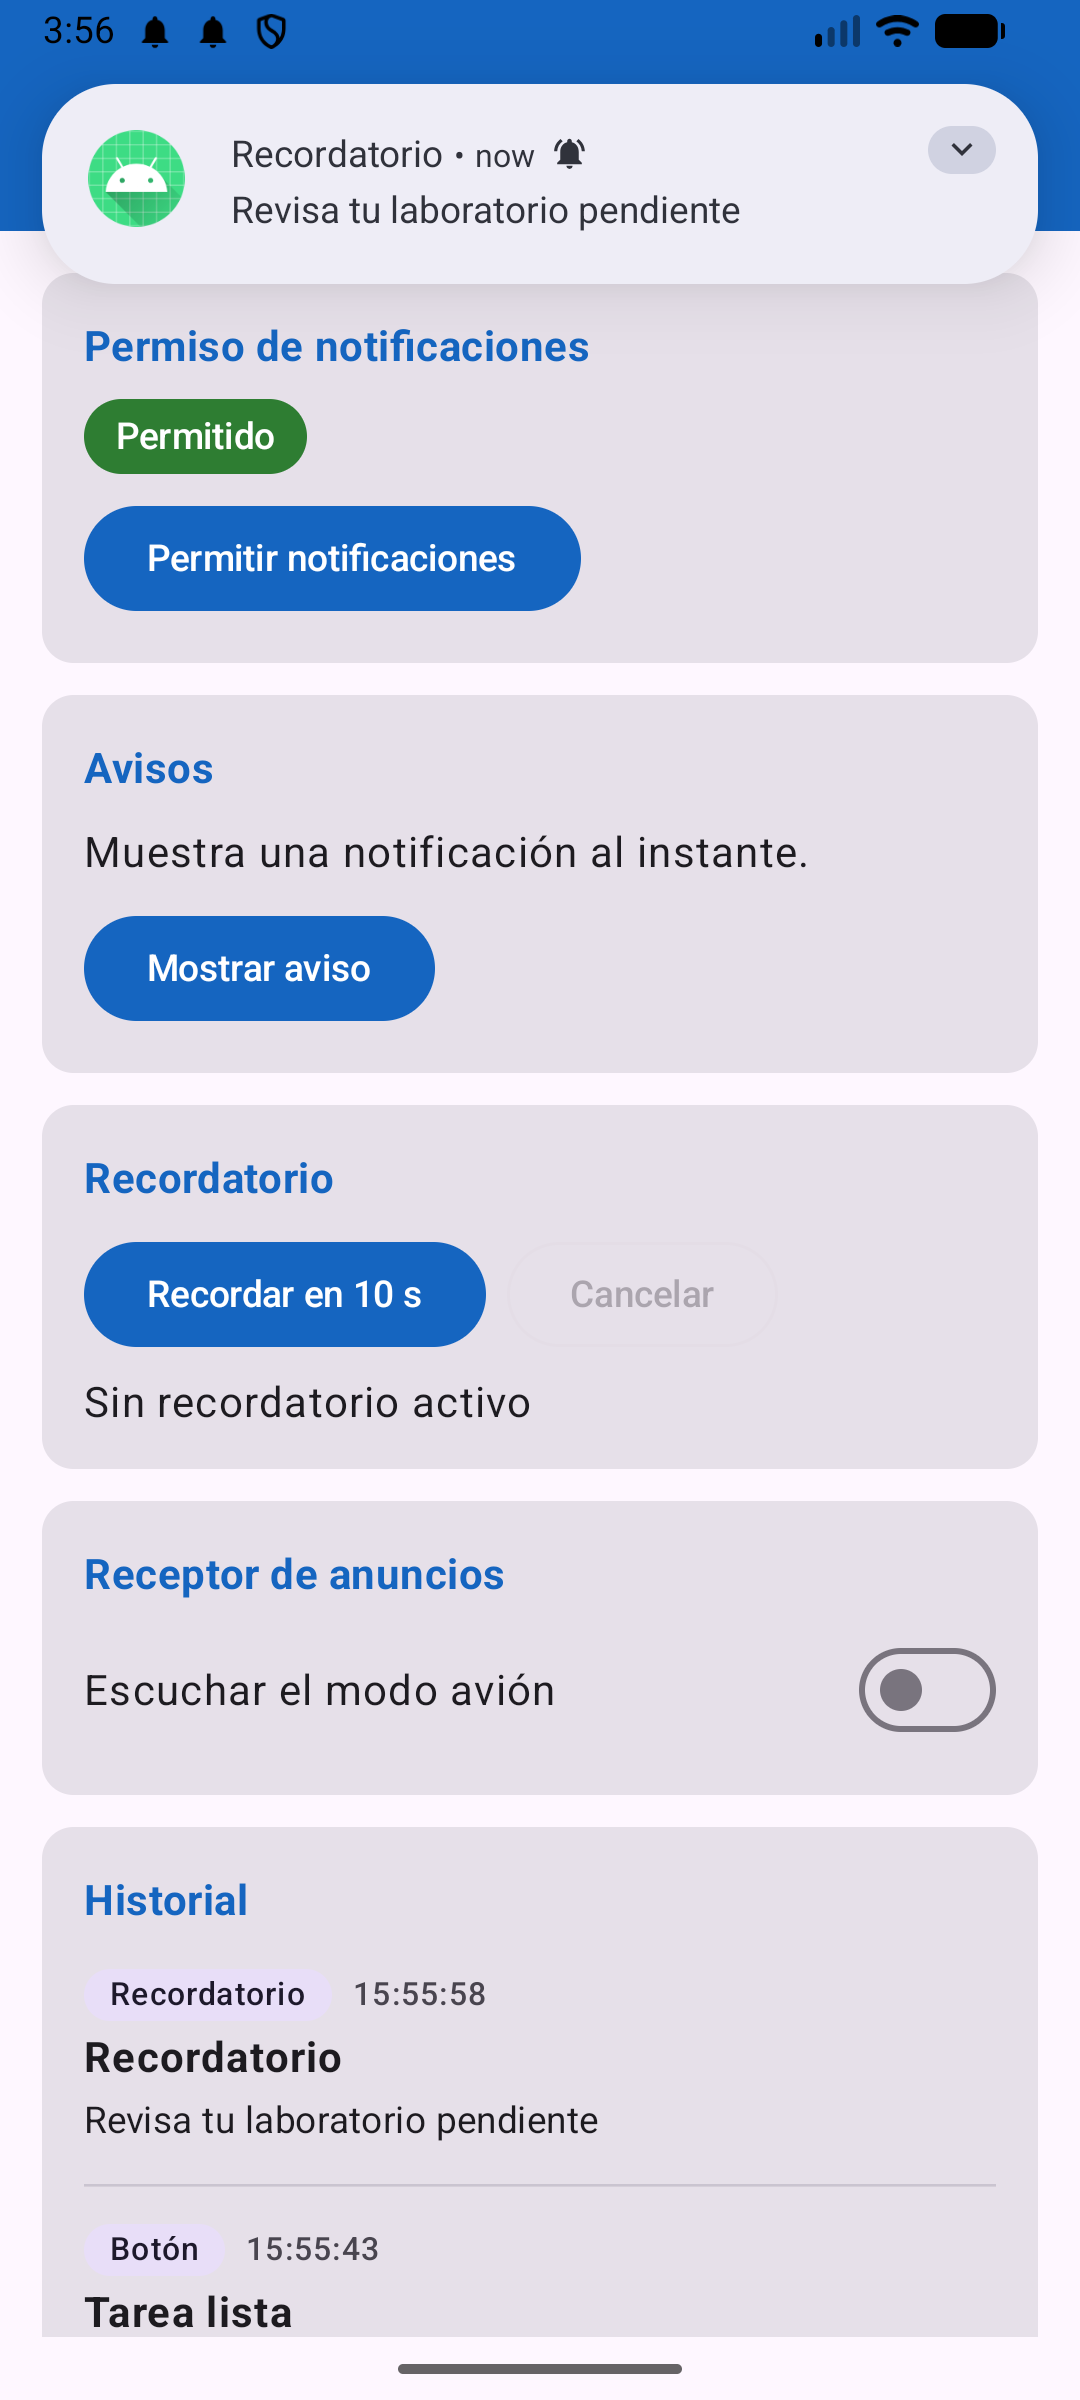 3:56
Recordatorio • now
Revisa tu laboratorio pendiente
Permiso de notificaciones
Permitido
Permitir notificaciones
Avisos
Muestra una notificación al instante.
Mostrar aviso
Recordatorio
Recordar en 10 s
Cancelar
Sin recordatorio activo
Receptor de anuncios
Escuchar el modo avión
Historial
Recordatorio 15:55:58
Recordatorio
Revisa tu laboratorio pendiente
Botón 15:55:43
Tarea lista